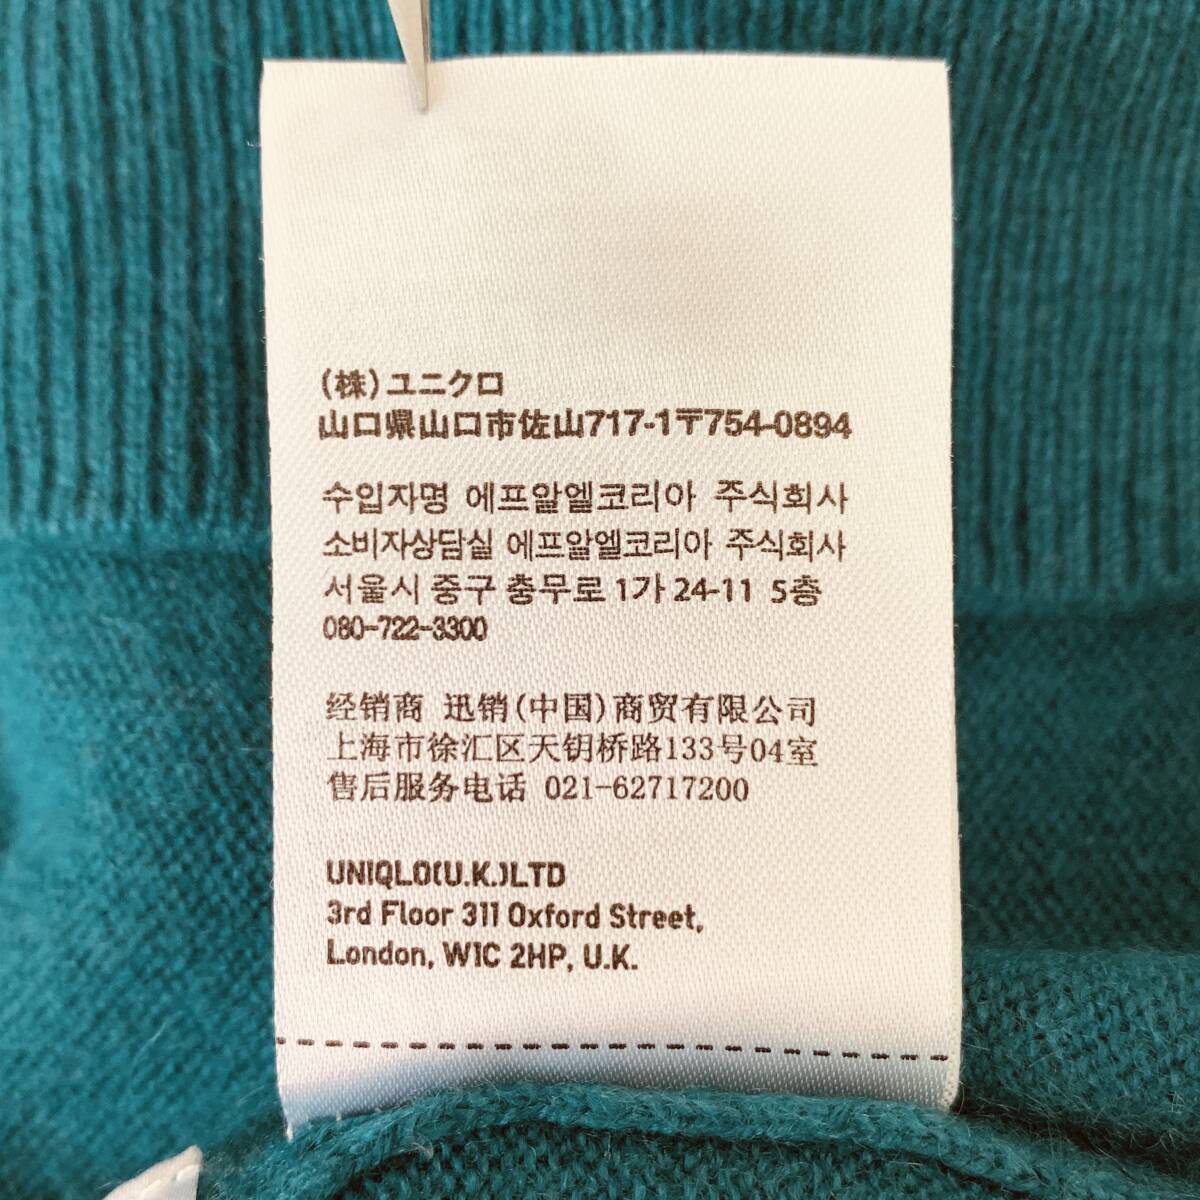 (株)ユニクロ
山口県山口市佐山717-1〒754-0894
수입자명 에프알엘코리아 주식회사
소비자상담실 에프알엘코리아 주식회사
서울시 중구 충무로 1가 24-11 5층
080-722-3300
经销商 迅销(中国)商贸有限公司
上海市徐汇区天钥桥路133号04室
售后服务电话 021-62717200
UNIQLO(U.K.)LTD
3rd Floor 311 Oxford Street,
London, W1C 2HP, U.K.